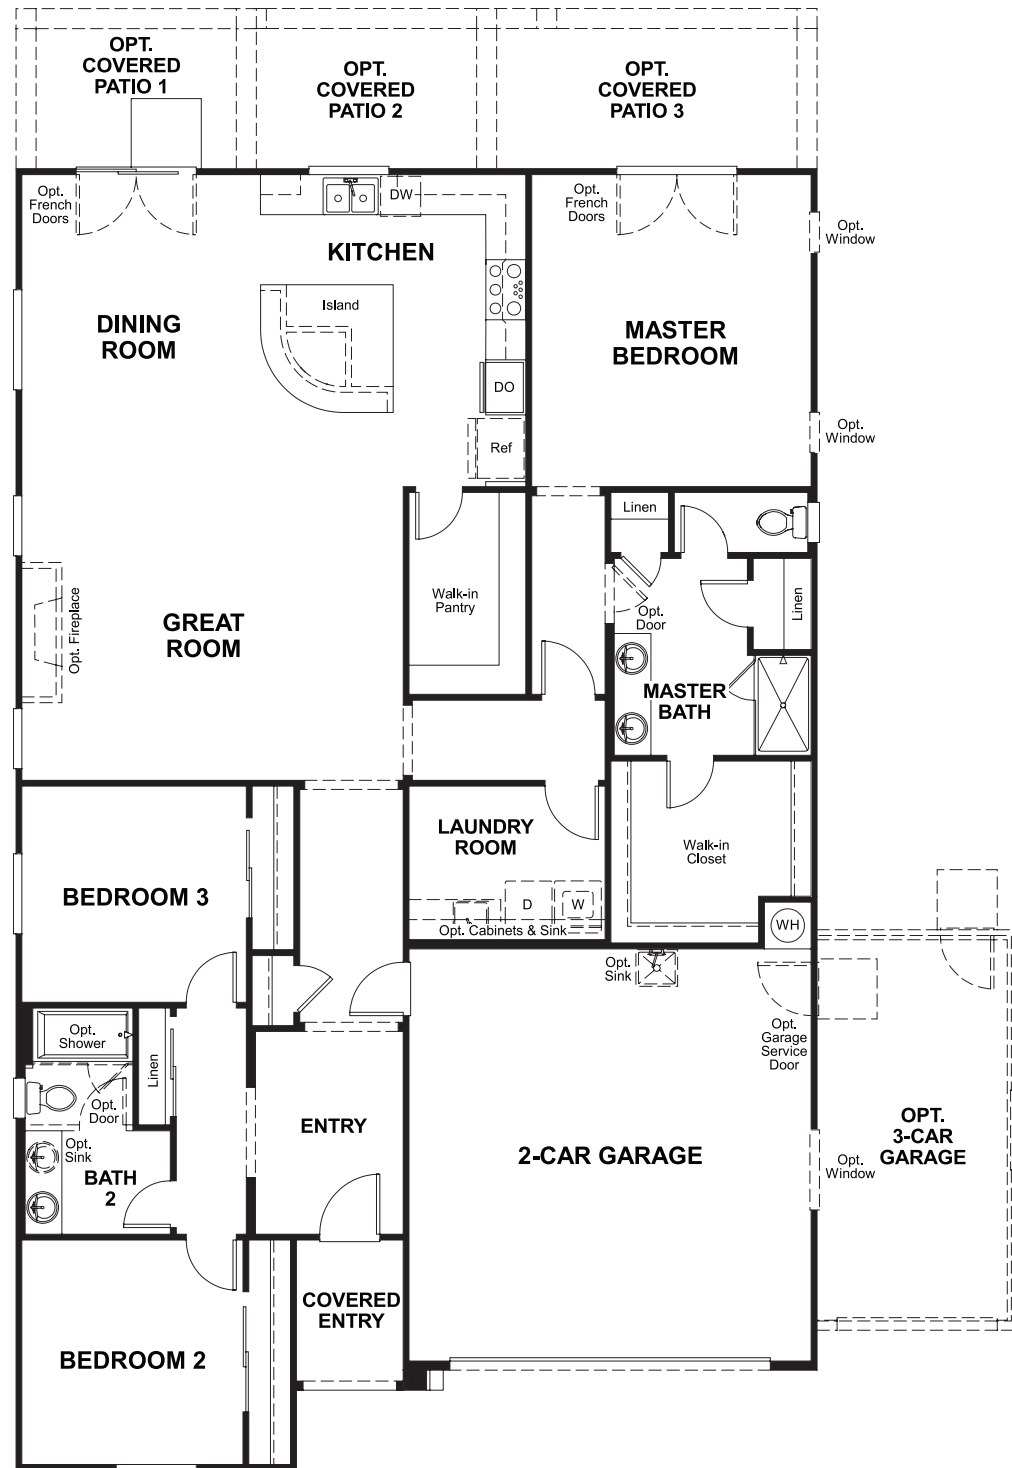 OPT.
COVERED
PATIO 1
OPT.
COVERED
PATIO 2
OPT.
COVERED
PATIO 3
Opt.
French
Doors
DW
Opt.
French
Doors
Opt.
Window
KITCHEN
Island
DINING
ROOM
MASTER
BEDROOM
DO
Opt.
Window
Ref
Linen
Walk-in
Pantry
Opt. Fireplace
GREAT
ROOM
Opt.
Door
Linen
MASTER
BATH
LAUNDRY
ROOM
Walk-in
Closet
BEDROOM 3
D
W
Opt. Cabinets & Sink
WH
Opt.
Sink
Opt.
Shower
Linen
Opt.
Garage
Service
Door
Opt.
Door
ENTRY
2-CAR GARAGE
OPT.
3-CAR
GARAGE
Opt.
Sink
BATH
2
Opt.
Window
COVERED
ENTRY
BEDROOM 2